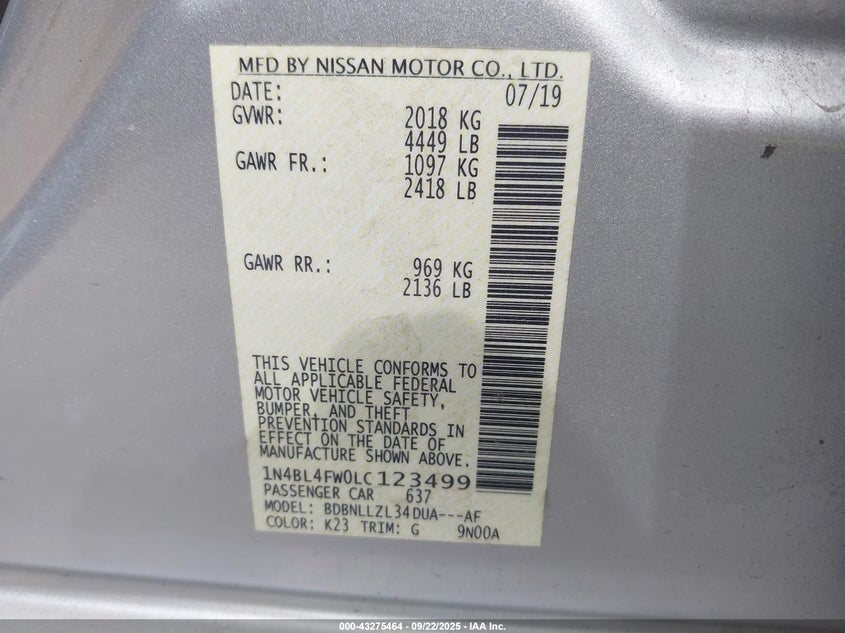 MFD BY NISSAN MOTOR CO., LTD.
DATE: 07/19
GVWR: 2018 KG
4449 LB
GAWR FR.: 1097 KG
2418 LB
GAWR RR.: 969 KG
2136 LB
THIS VEHICLE CONFORMS TO
ALL APPLICABLE FEDERAL
MOTOR VEHICLE SAFETY,
BUMPER, AND THEFT
PREVENTION STANDARDS IN
EFFECT ON THE DATE OF
MANUFACTURE SHOWN ABOVE.
1N4BL4FW0LC123499
PASSENGER CAR 637
MODEL: BDBNLLZL34DUA---AF
COLOR: K23 TRIM: G 9N00A
000-43275464 - 09/22/2025 - IAA Inc.